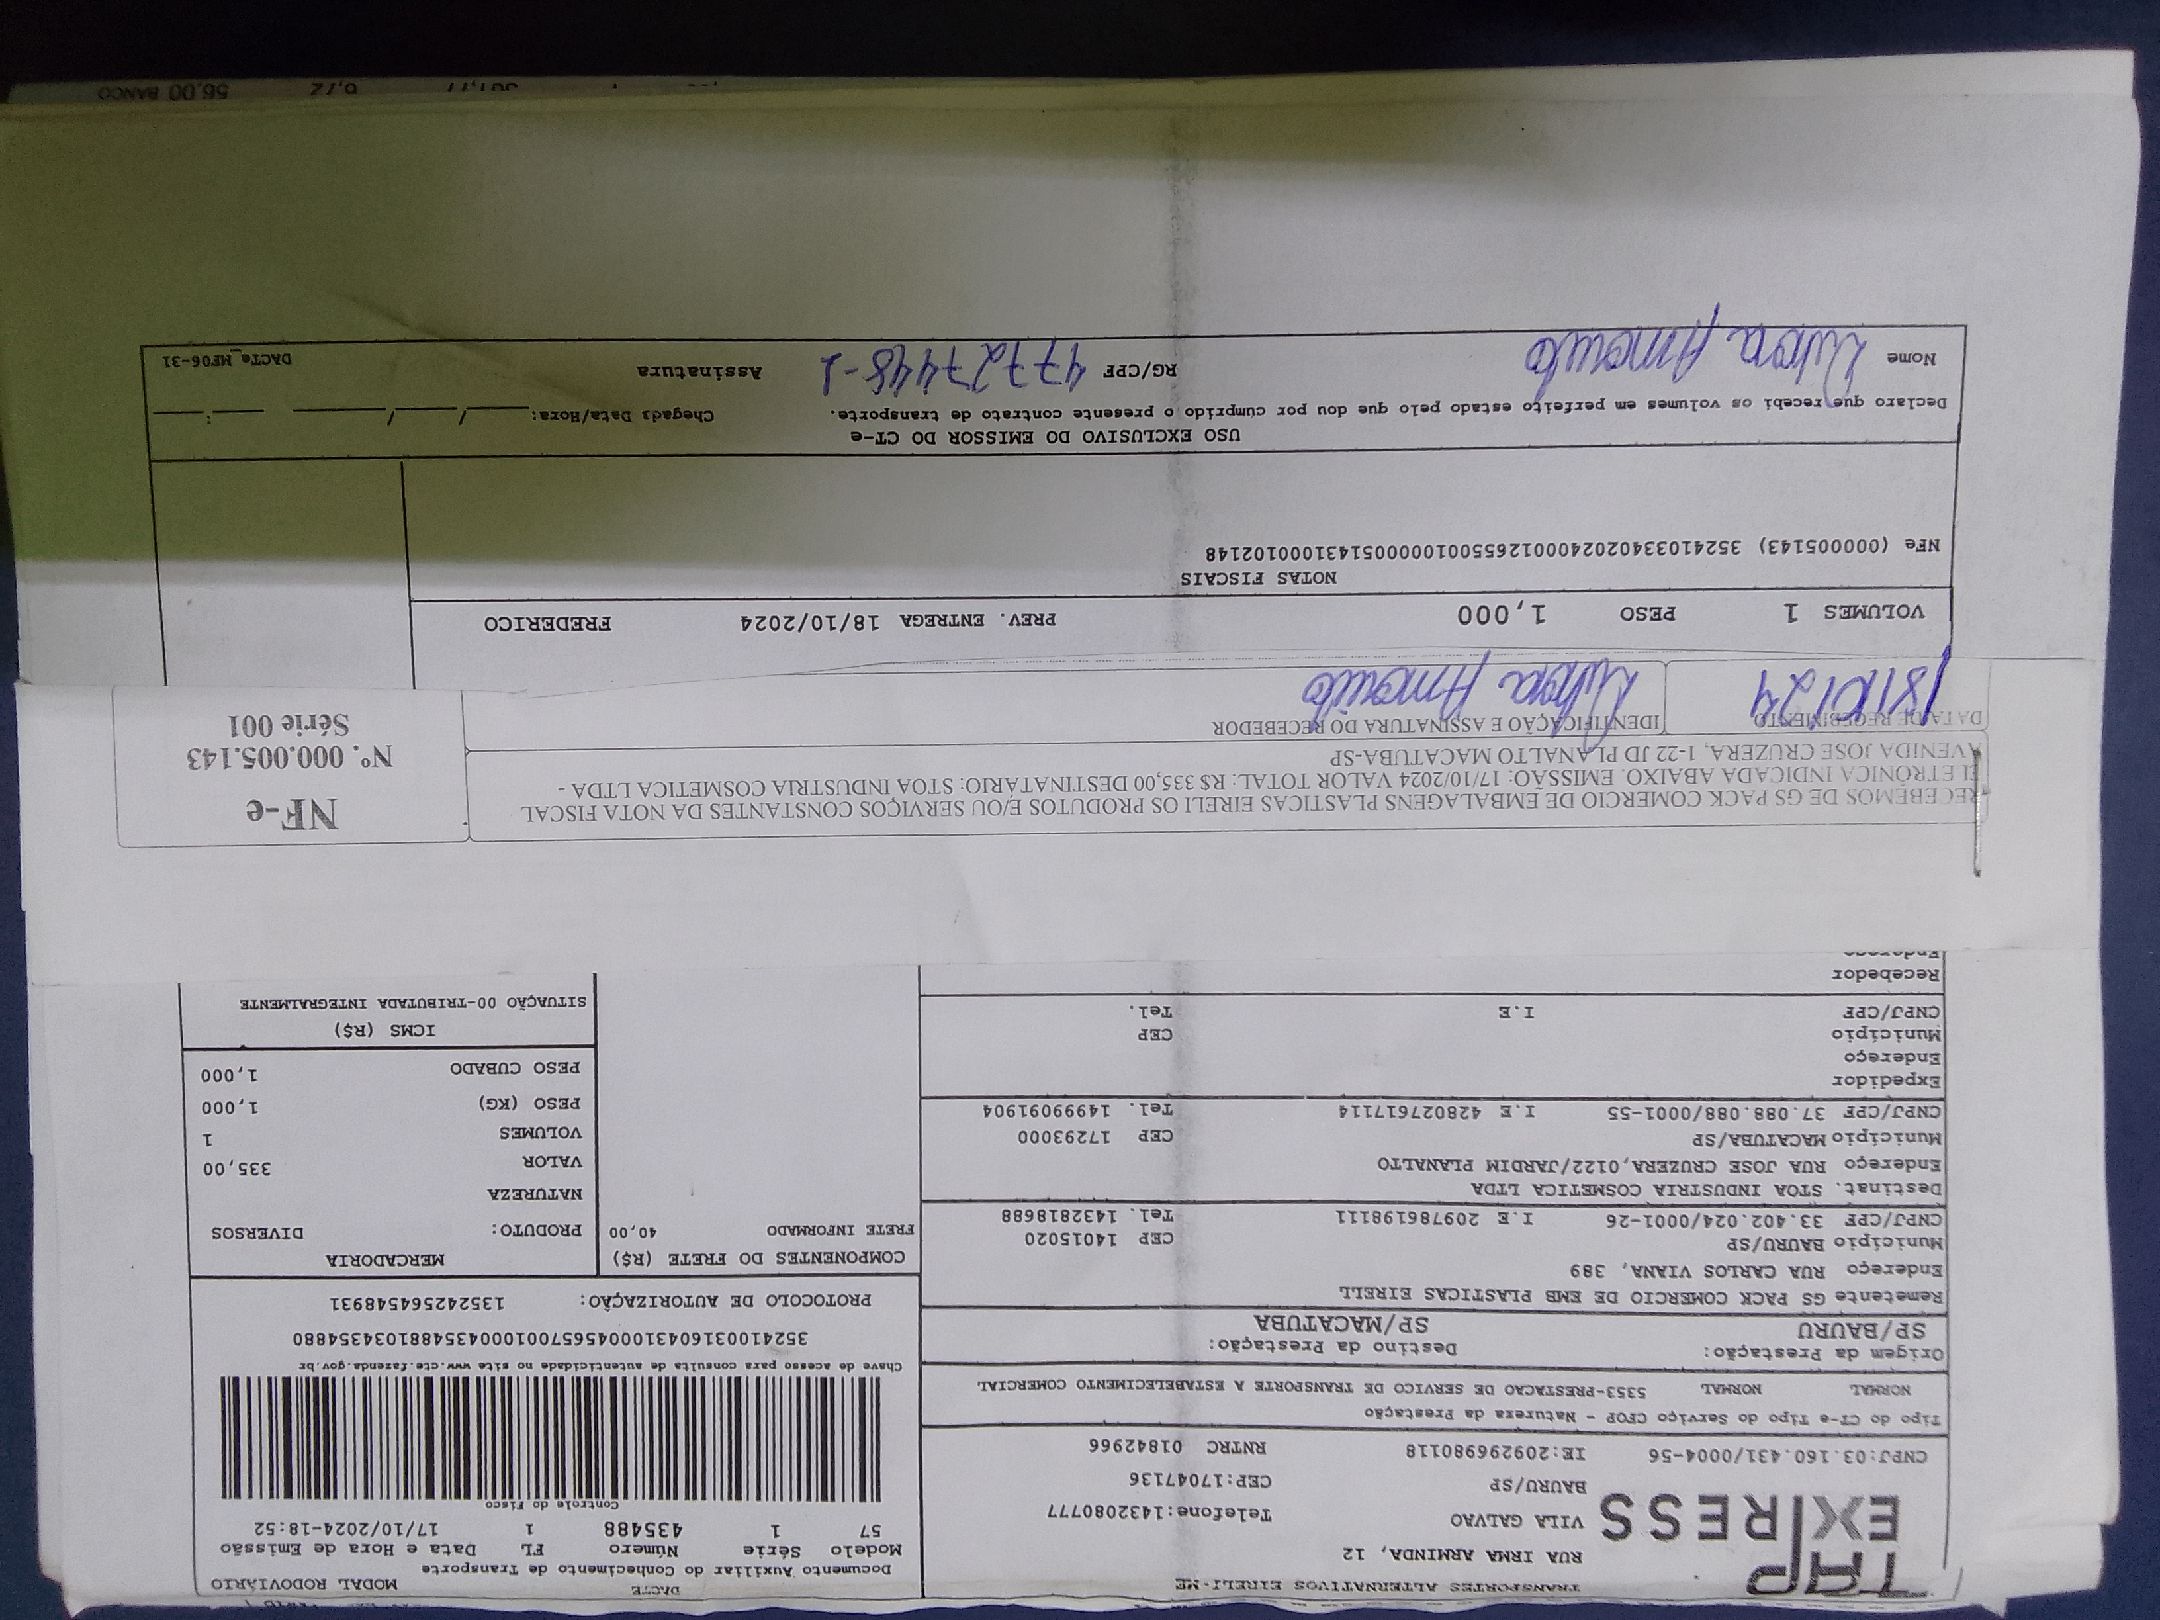 TRANSPORTES ALTERNATIVOS EIRELI-ME
TAP
EXPRESS
RUA IRMA ARMINDA, 12
VILA GALVAO Telefone:1432080777
BAURU/SP CEP:17047136
CNPJ:03.160.431/0004-56 IE:209296980118 RNTRC 01842966
DACTE MODAL RODOVIÁRIO
Documento Auxiliar do Conhecimento de Transporte
Modelo Série Número FL Data e Hora de Emissão
57 1 435488 1 17/10/2024-18:52
Controle do Fisco
Chave de acesso para consulta de autenticidade no site www.cte.fazenda.gov.br
35241003160431000456570010004354881034354880
PROTOCOLO DE AUTORIZAÇÃO: 135242564548931
Tipo do CT-e Tipo do Serviço CFOP - Natureza da Prestação
NORMAL NORMAL 5353-PRESTACAO DE SERVICO DE TRANSPORTE A ESTABELECIMENTO COMERCIAL
Origem da Prestação: Destino da Prestação:
SP/BAURU SP/MACATUBA
Remetente GS PACK COMERCIO DE EMB PLASTICAS EIRELL
Endereço RUA CARLOS VIANA, 389
Município BAURU/SP CEP 14015020
CNPJ/CPF 33.402.024/0001-26 I.E 209786198111 Tel. 1432818688
Destinat. STOA INDUSTRIA COSMETICA LTDA
Endereço RUA JOSE CRUZERA,0122/JARDIM PLANALTO
Município MACATUBA/SP CEP 17293000
CNPJ/CPF 37.088.088/0001-55 I.E 428027617114 Tel. 14999091904
Expedidor
Endereço
Município CEP
CNPJ/CPF I.E Tel.
Recebedor
Endereço
COMPONENTES DO FRETE (R$)
FRETE INFORMADO 40,00
MERCADORIA
PRODUTO: DIVERSOS
NATUREZA
VALOR 335,00
VOLUMES 1
PESO (KG) 1,000
PESO CUBADO 1,000
ICMS (R$)
SITUAÇÃO 00-TRIBUTADA INTEGRALMENTE
RECEBEMOS DE GS PACK COMERCIO DE EMBALAGENS PLASTICAS EIRELI OS PRODUTOS E/OU SERVIÇOS CONSTANTES DA NOTA FISCAL
ELETRÔNICA INDICADA ABAIXO. EMISSÃO: 17/10/2024 VALOR TOTAL: R$ 335,00 DESTINATÁRIO: STOA INDUSTRIA COSMETICA LTDA -
AVENIDA JOSE CRUZERA, 1-22 JD PLANALTO MACATUBA-SP
DATA DE RECEBIMENTO IDENTIFICAÇÃO E ASSINATURA DO RECEBEDOR
18/10/24
NF-e
Nº. 000.005.143
Série 001
VOLUMES 1 PESO 1,000 PREV. ENTREGA 18/10/2024 FREDERICO
NOTAS FISCAIS
NFe (000005143) 35241033402024000126550010000051431000102148
USO EXCLUSIVO DO EMISSOR DO CT-e
Declaro que recebi os volumes em perfeito estado pelo que dou por cumprido o presente contrato de transporte. Chegada Data/Hora: / / :
Nome RG/CPF 47727448-1 Assinatura DACTe_MF06-31
56,00 BANCO